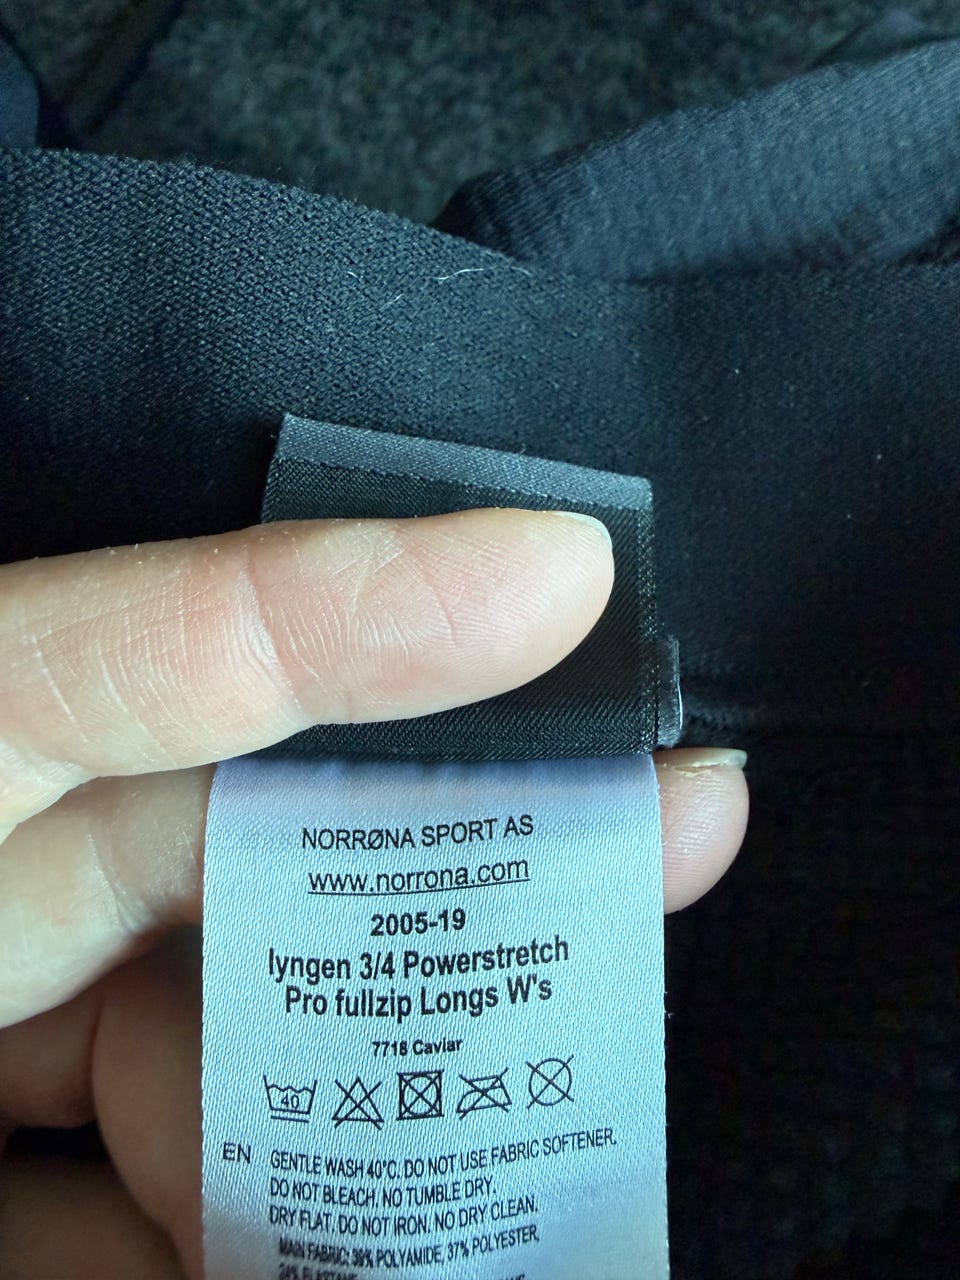 NORRØNA SPORT AS
www.norrona.com
2005-19
lyngen 3/4 Powerstretch
Pro fullzip Longs W's
7718 Caviar
40
EN GENTLE WASH 40°C. DO NOT USE FABRIC SOFTENER.
DO NOT BLEACH. NO TUMBLE DRY.
DRY FLAT. DO NOT IRON. NO DRY CLEAN.
MAIN FABRIC: 39% POLYAMIDE, 37% POLYESTER,
24% ELASTANE